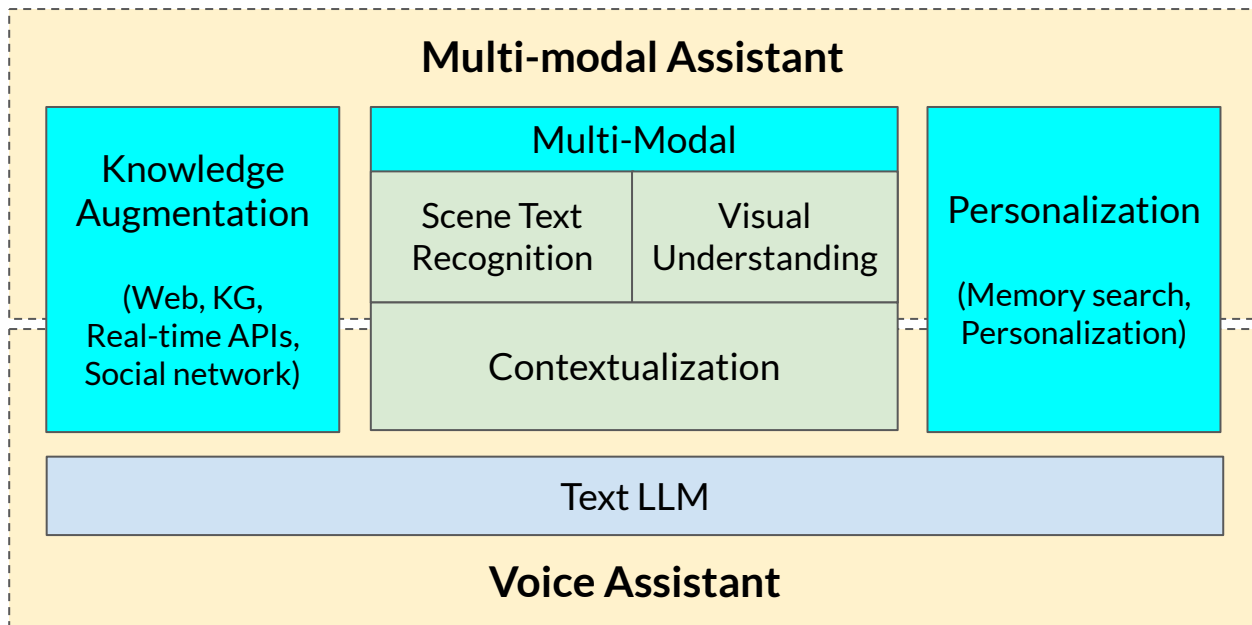 Multi-modal Assistant
Knowledge
Augmentation
(Web, KG,
Real-time APIs,
Social network)
Multi-Modal
Scene Text
Recognition
Visual
Understanding
Contextualization
Personalization
(Memory search,
Personalization)
Text LLM
Voice Assistant